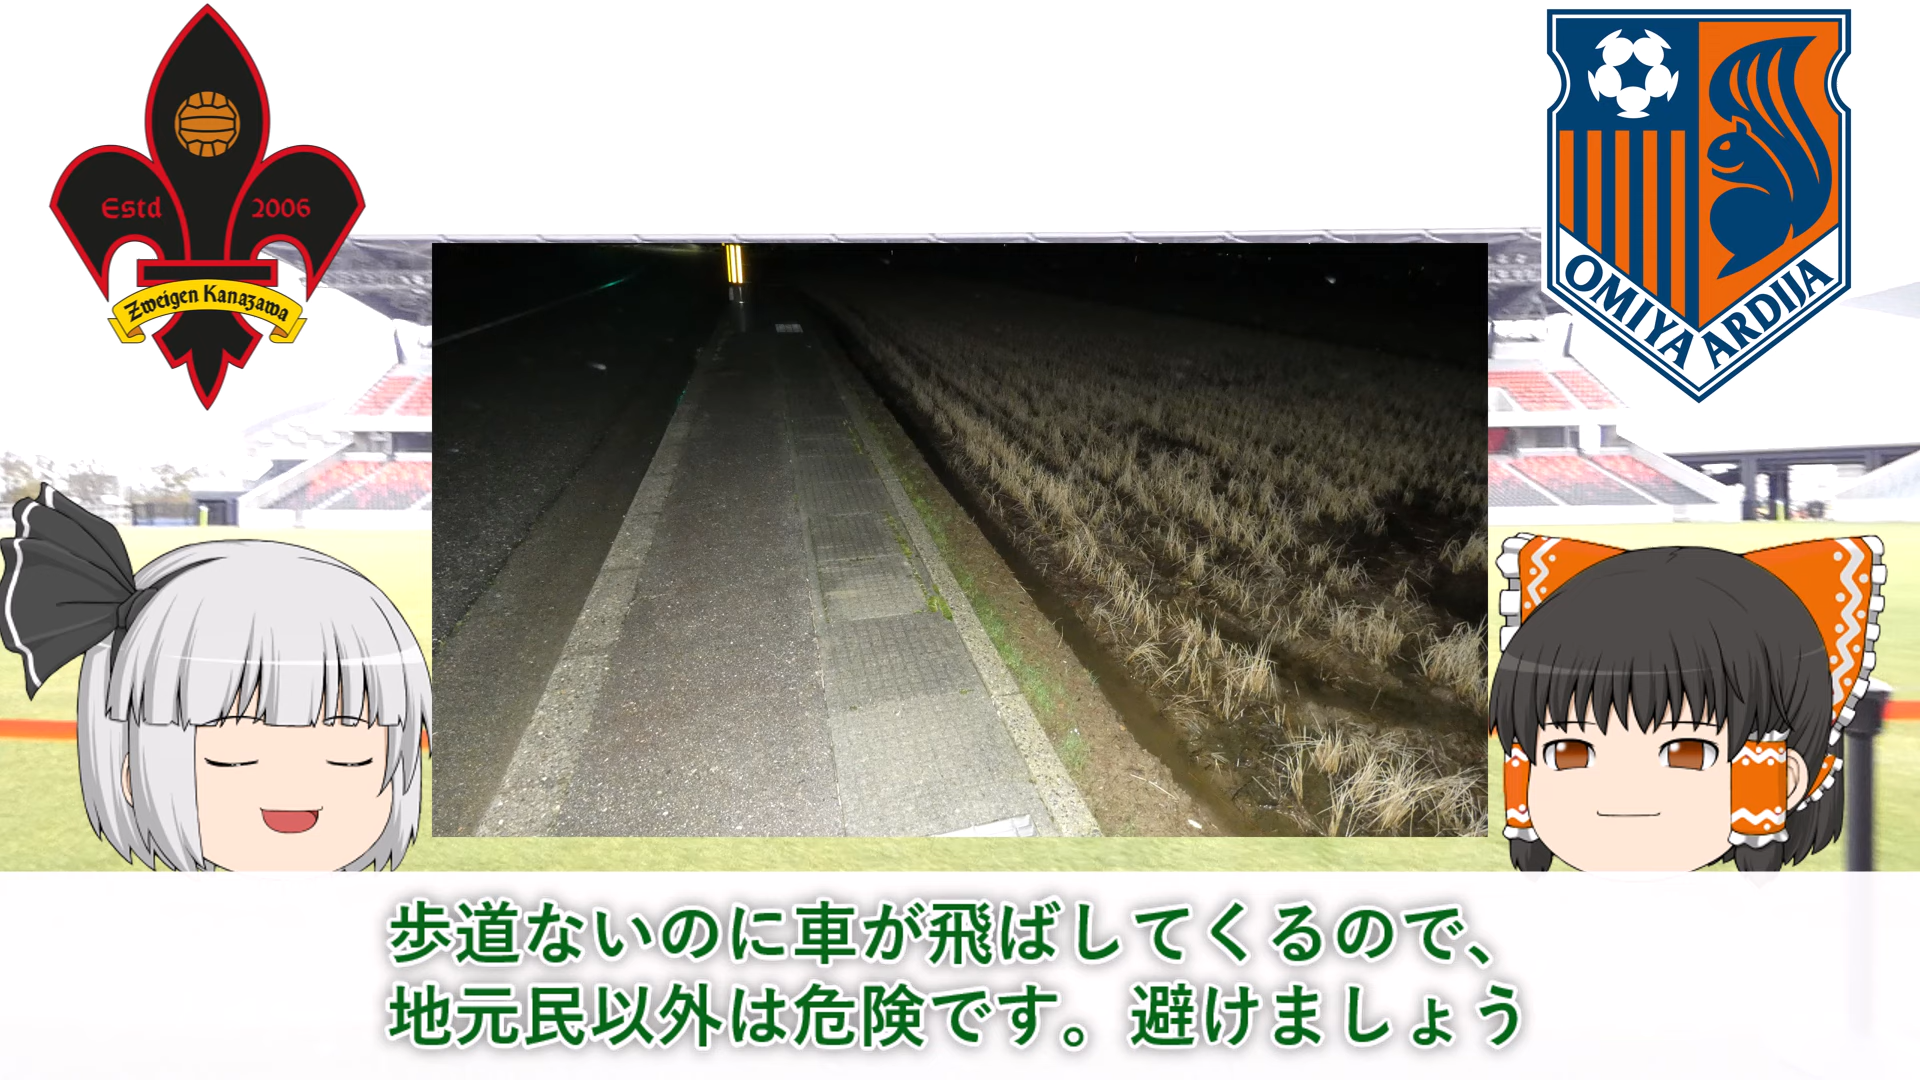 Estd 2006
Zweigen Kanazawa
OMIYA ARDIJA
歩道ないのに車が飛ばしてくるので、
地元民以外は危険です。避けましょう